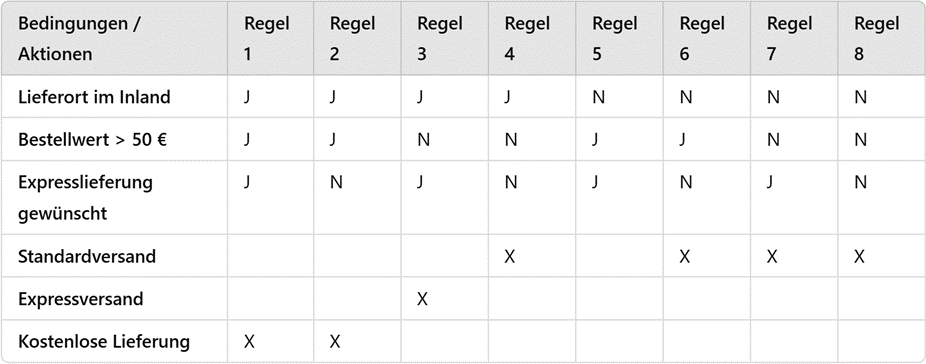 Bedingungen / Aktionen Regel 1 Regel 2 Regel 3 Regel 4 Regel 5 Regel 6 Regel 7 Regel 8
Lieferort im Inland J J J J N N N N
Bestellwert > 50 € J J N N J J N N
Expresslieferung gewünscht J N J N J N J N
Standardversand X X X X
Expressversand X
Kostenlose Lieferung X X